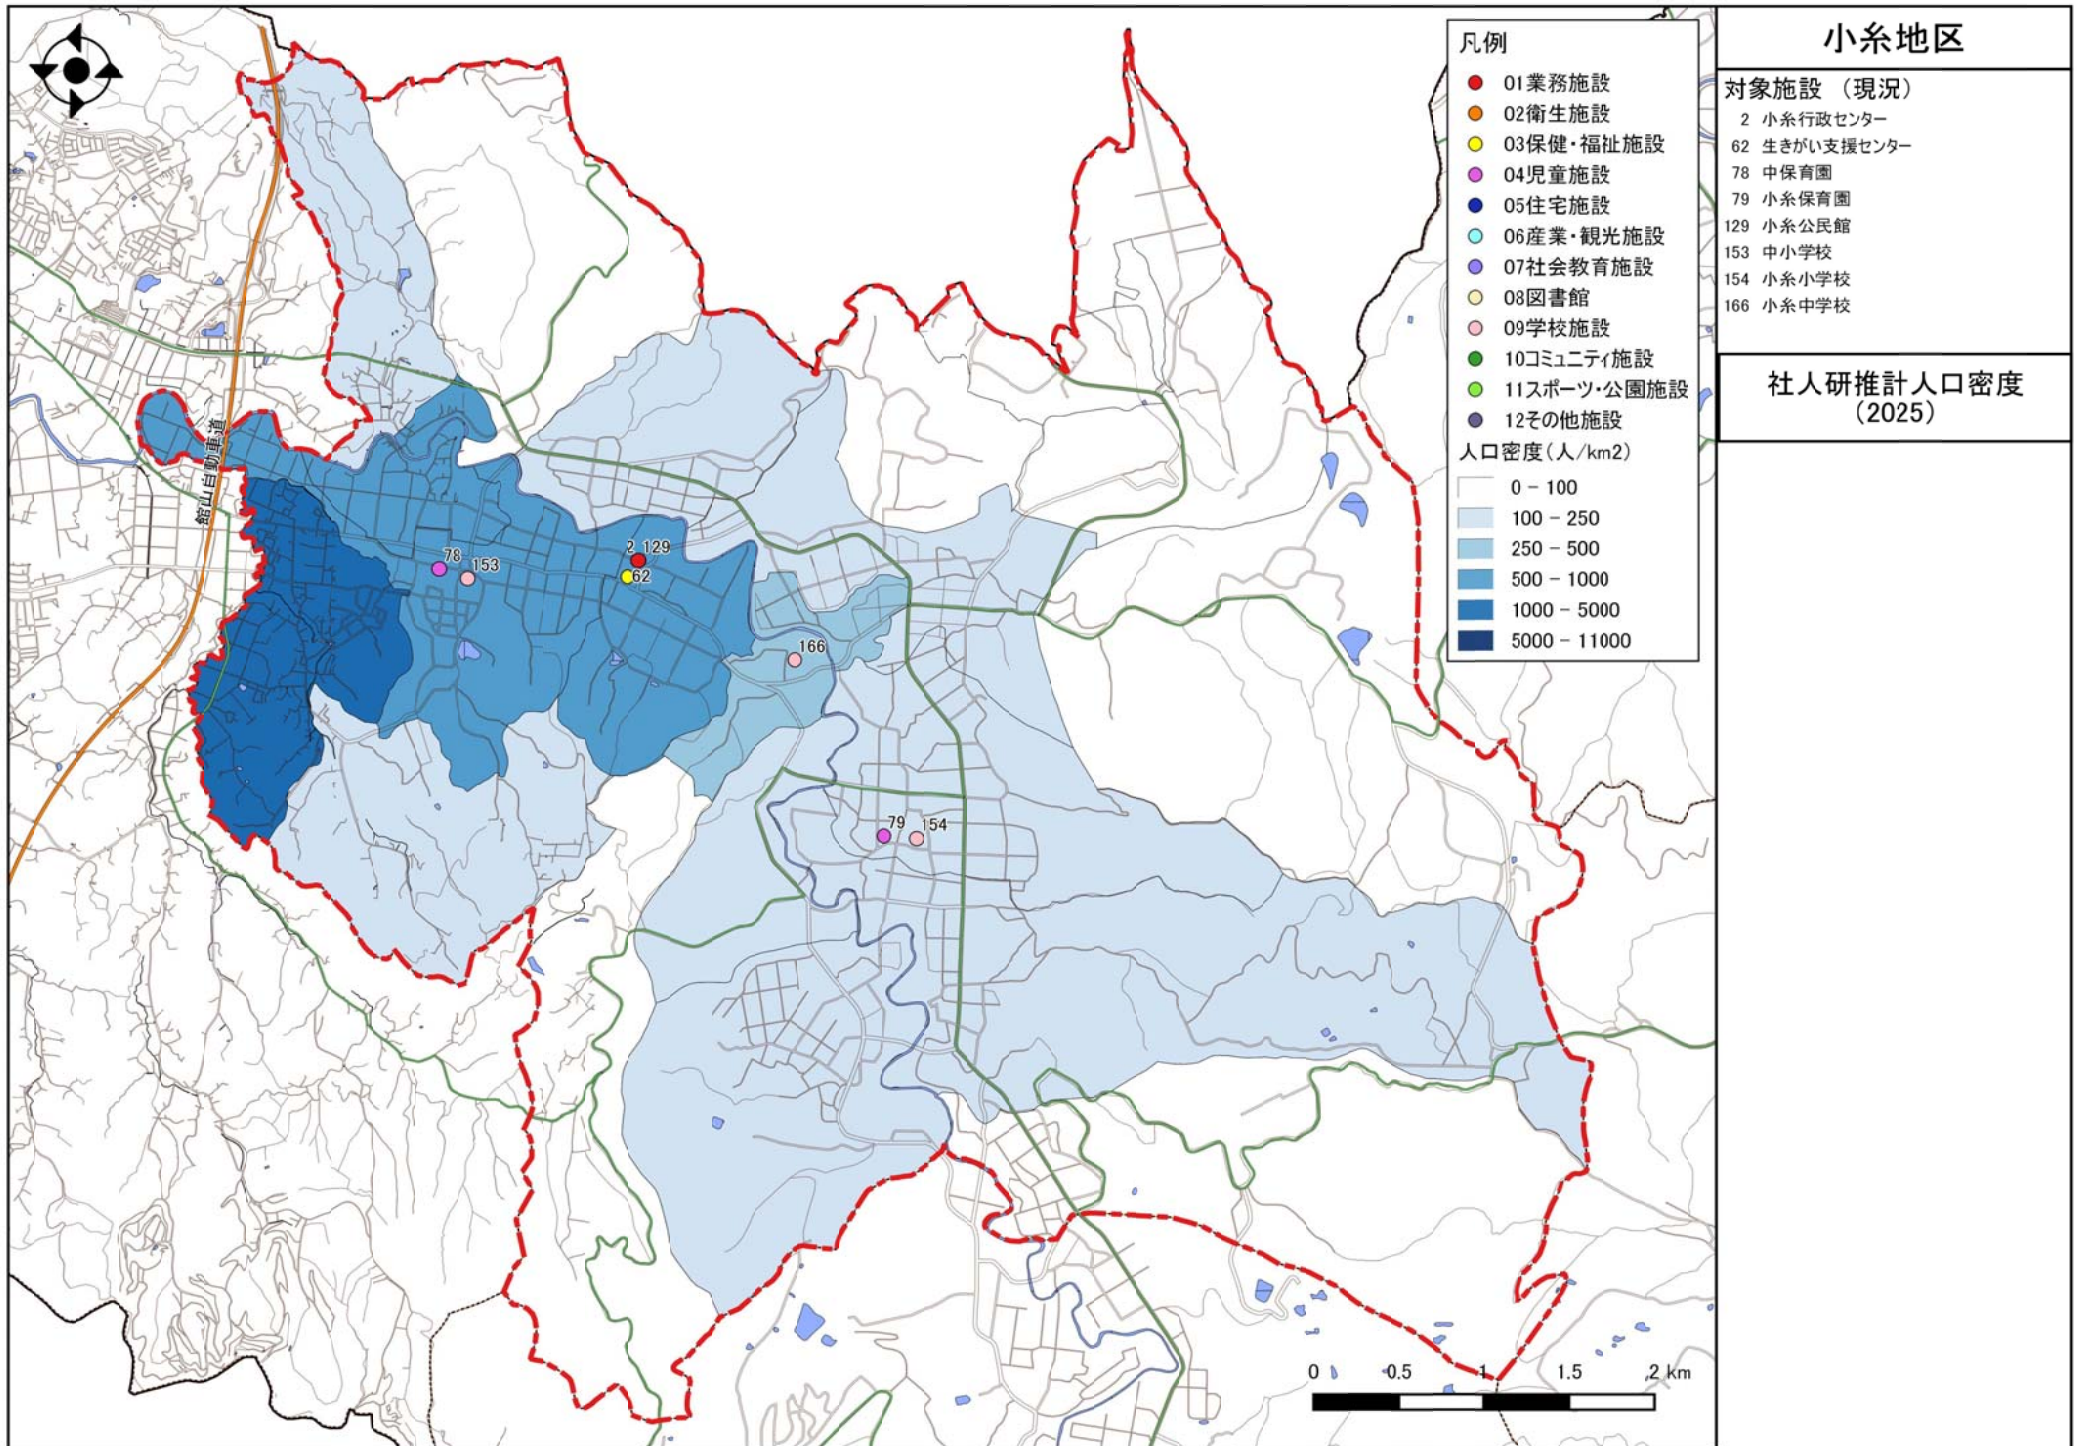 凡例
01業務施設
02衛生施設
03保健・福祉施設
04児童施設
05住宅施設
06産業・観光施設
07社会教育施設
08図書館
09学校施設
10コミュニティ施設
11スポーツ・公園施設
12その他施設
人口密度(人/km2)
0 - 100
100 - 250
250 - 500
500 - 1000
1000 - 5000
5000 - 11000
小糸地区
対象施設 (現況)
2 小糸行政センター
62 生きがい支援センター
78 中保育園
79 小糸保育園
129 小糸公民館
153 中小学校
154 小糸小学校
166 小糸中学校
社人研推計人口密度
(2025)
館山自動車道
78
153
2 129
62
166
79
154
0 0.5 1 1.5 2 km